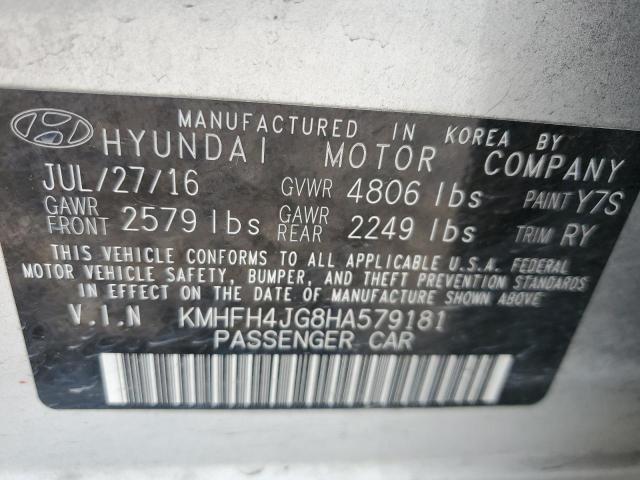 MANUFACTURED IN KOREA BY
HYUNDAI MOTOR COMPANY
JUL/27/16 GVWR 4806 lbs PAINT Y7S
GAWR FRONT 2579 lbs GAWR REAR 2249 lbs TRIM RY
THIS VEHICLE CONFORMS TO ALL APPLICABLE U.S.A. FEDERAL
MOTOR VEHICLE SAFETY, BUMPER, AND THEFT PREVENTION STANDARDS
IN EFFECT ON THE DATE OF MANUFACTURE SHOWN ABOVE.
V.I.N KMHFH4JG8HA579181
PASSENGER CAR